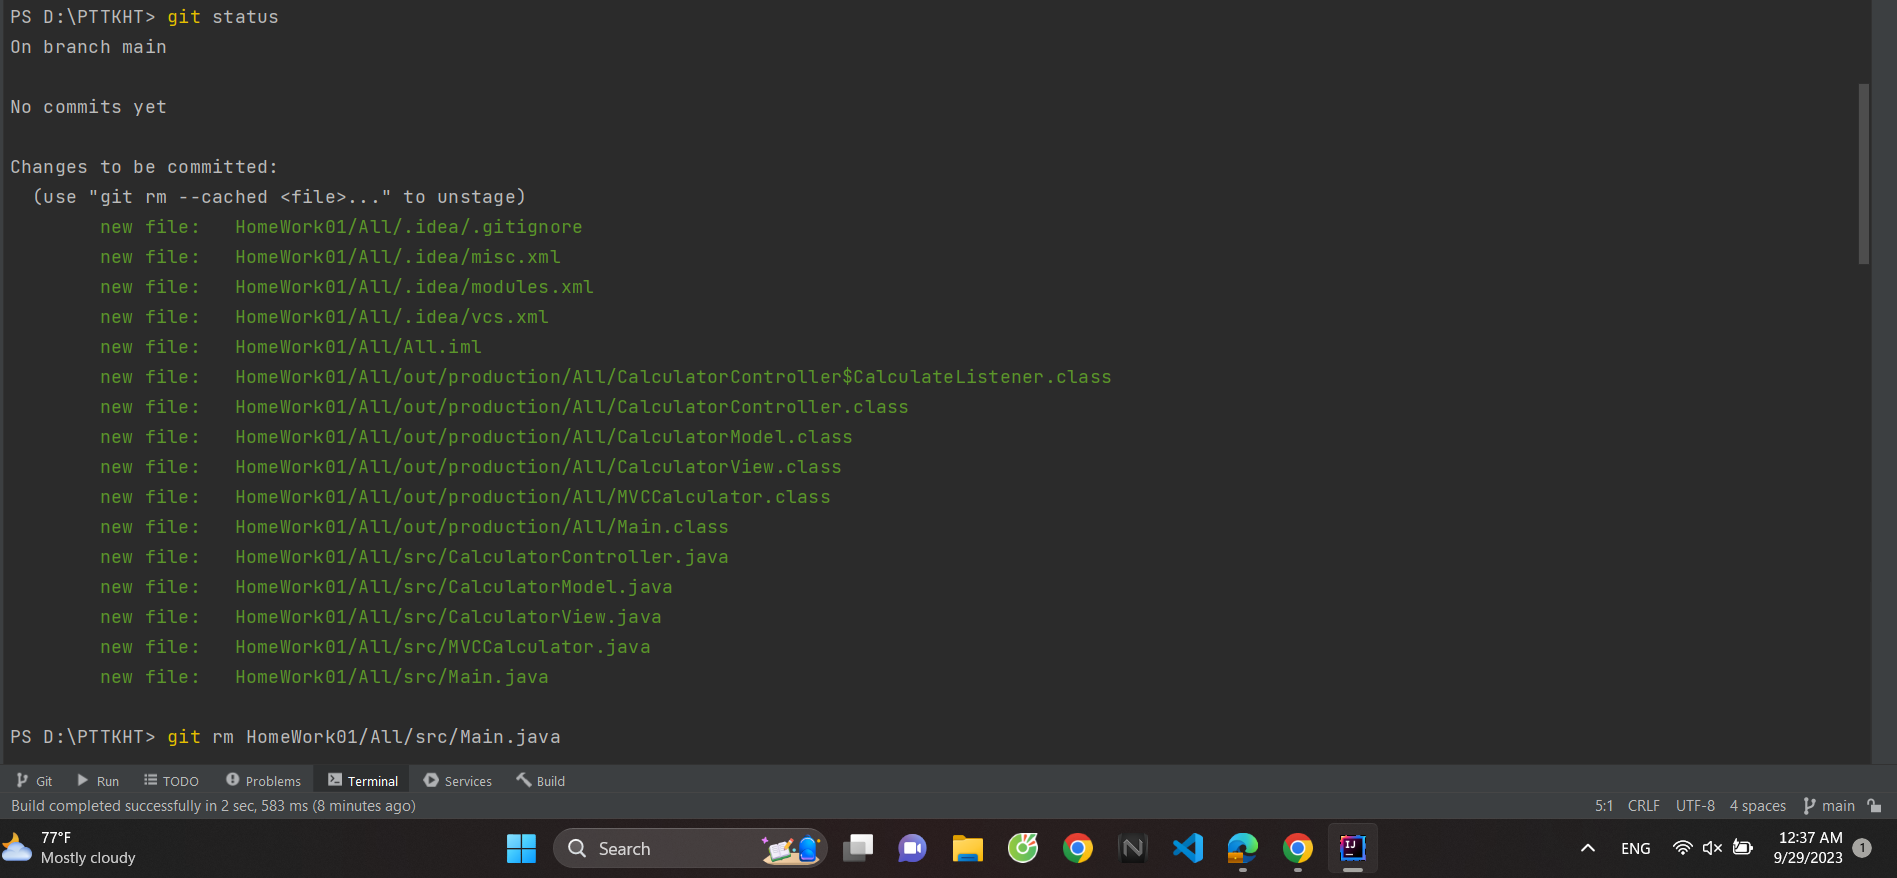 PS D:\PTTKHT> git status
On branch main
No commits yet
Changes to be committed:
(use "git rm --cached <file>..." to unstage)
new file:   HomeWork01/All/.idea/.gitignore
new file:   HomeWork01/All/.idea/misc.xml
new file:   HomeWork01/All/.idea/modules.xml
new file:   HomeWork01/All/.idea/vcs.xml
new file:   HomeWork01/All/All.iml
new file:   HomeWork01/All/out/production/All/CalculatorController$CalculateListener.class
new file:   HomeWork01/All/out/production/All/CalculatorController.class
new file:   HomeWork01/All/out/production/All/CalculatorModel.class
new file:   HomeWork01/All/out/production/All/CalculatorView.class
new file:   HomeWork01/All/out/production/All/MVCCalculator.class
new file:   HomeWork01/All/out/production/All/Main.class
new file:   HomeWork01/All/src/CalculatorController.java
new file:   HomeWork01/All/src/CalculatorModel.java
new file:   HomeWork01/All/src/CalculatorView.java
new file:   HomeWork01/All/src/MVCCalculator.java
new file:   HomeWork01/All/src/Main.java
PS D:\PTTKHT> git rm HomeWork01/All/src/Main.java
Git Run TODO Problems Terminal Services Build
Build completed successfully in 2 sec, 583 ms (8 minutes ago) 5:1 CRLF UTF-8 4 spaces main
77°F
Mostly cloudy
Search
N
IJ
ENG
12:37 AM
9/29/2023
1